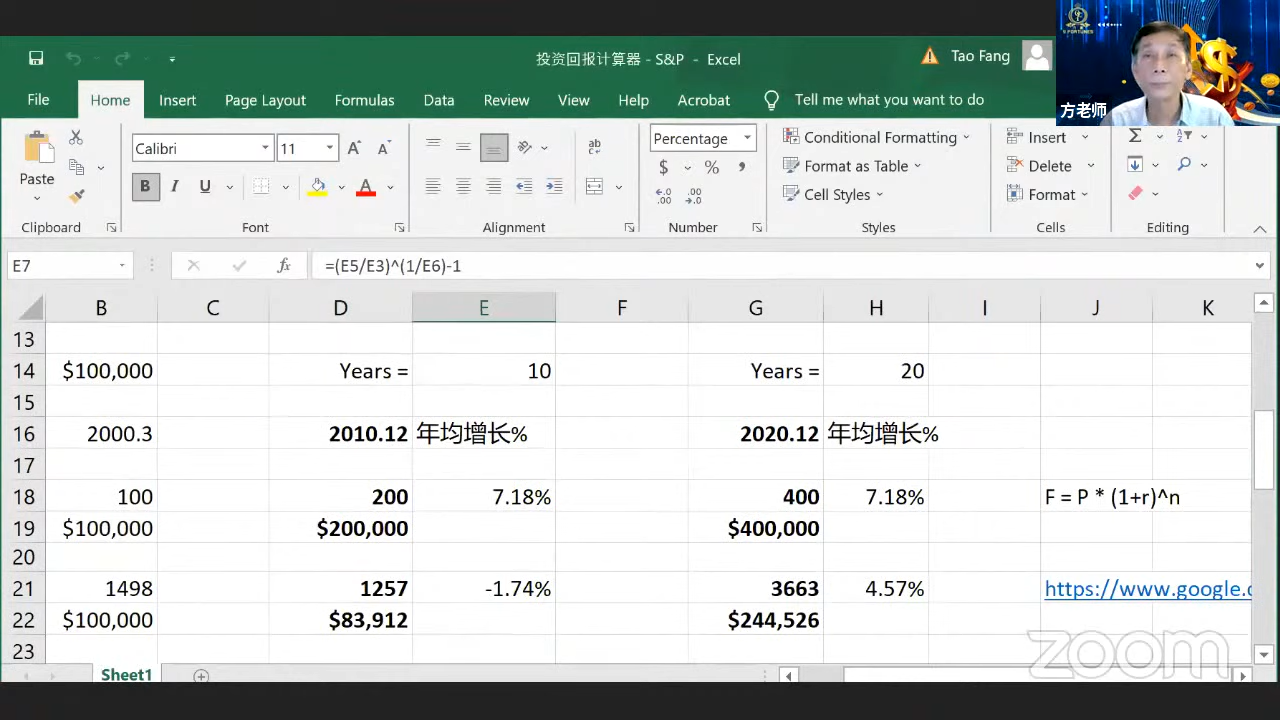 投资回报计算器 - S&P - Excel
Tao Fang
方老师
File Home Insert Page Layout Formulas Data Review View Help Acrobat Tell me what you want to do
Paste
Calibri 11
Percentage
Conditional Formatting
Format as Table
Cell Styles
Insert
Delete
Format
Clipboard Font Alignment Number Styles Cells Editing
E7 fx =(E5/E3)^(1/E6)-1
B C D E F G H I J K
13
14 $100,000 Years = 10 Years = 20
15
16 2000.3 2010.12 年均增长% 2020.12 年均增长%
17
18 100 200 7.18% 400 7.18% F = P * (1+r)^n
19 $100,000 $200,000 $400,000
20
21 1498 1257 -1.74% 3663 4.57% https://www.google.
22 $100,000 $83,912 $244,526
23
zoom
Sheet1